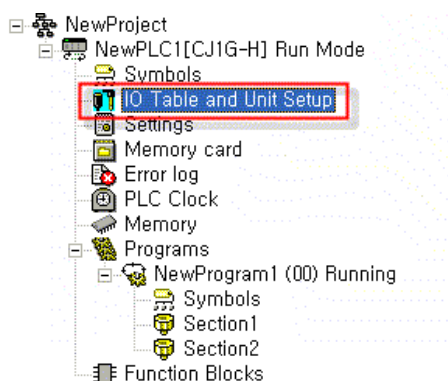 NewProject
NewPLC1[CJ1G-H] Run Mode
Symbols
IO Table and Unit Setup
Settings
Memory card
Error log
PLC Clock
Memory
Programs
NewProgram1 (00) Running
Symbols
Section1
Section2
Function Blocks